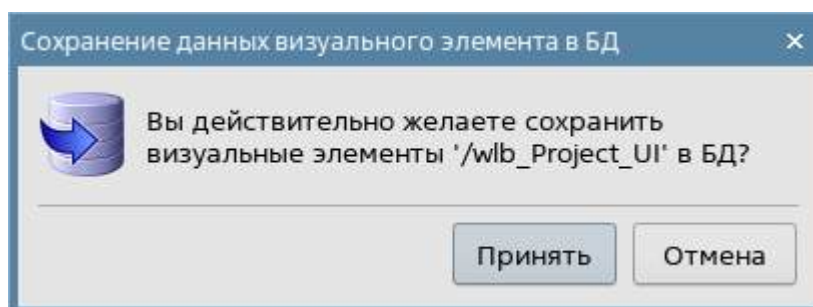 Сохранение данных визуального элемента в БД
Вы действительно желаете сохранить
визуальные элементы '/wlb_Project_UI' в БД?
Принять
Отмена